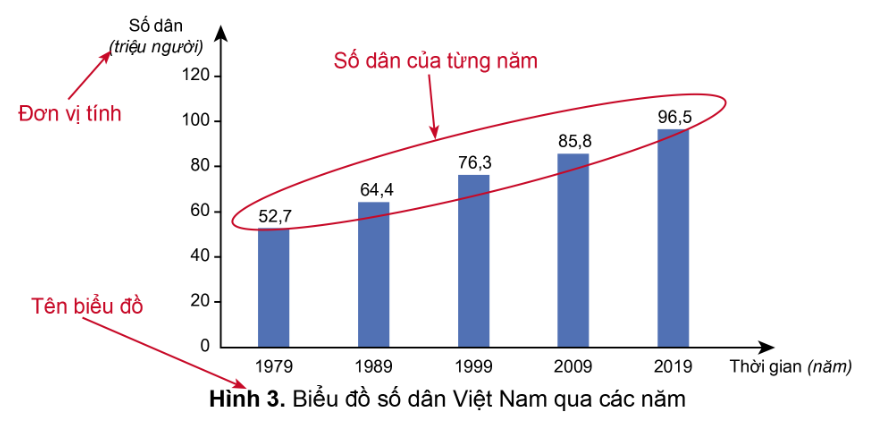 Số dân
(triệu người)
Số dân của từng năm
Đơn vị tính
120
100
80
60
40
20
0
52,7
64,4
76,3
85,8
96,5
Tên biểu đồ
1979 1989 1999 2009 2019 Thời gian (năm)
Hình 3. Biểu đồ số dân Việt Nam qua các năm